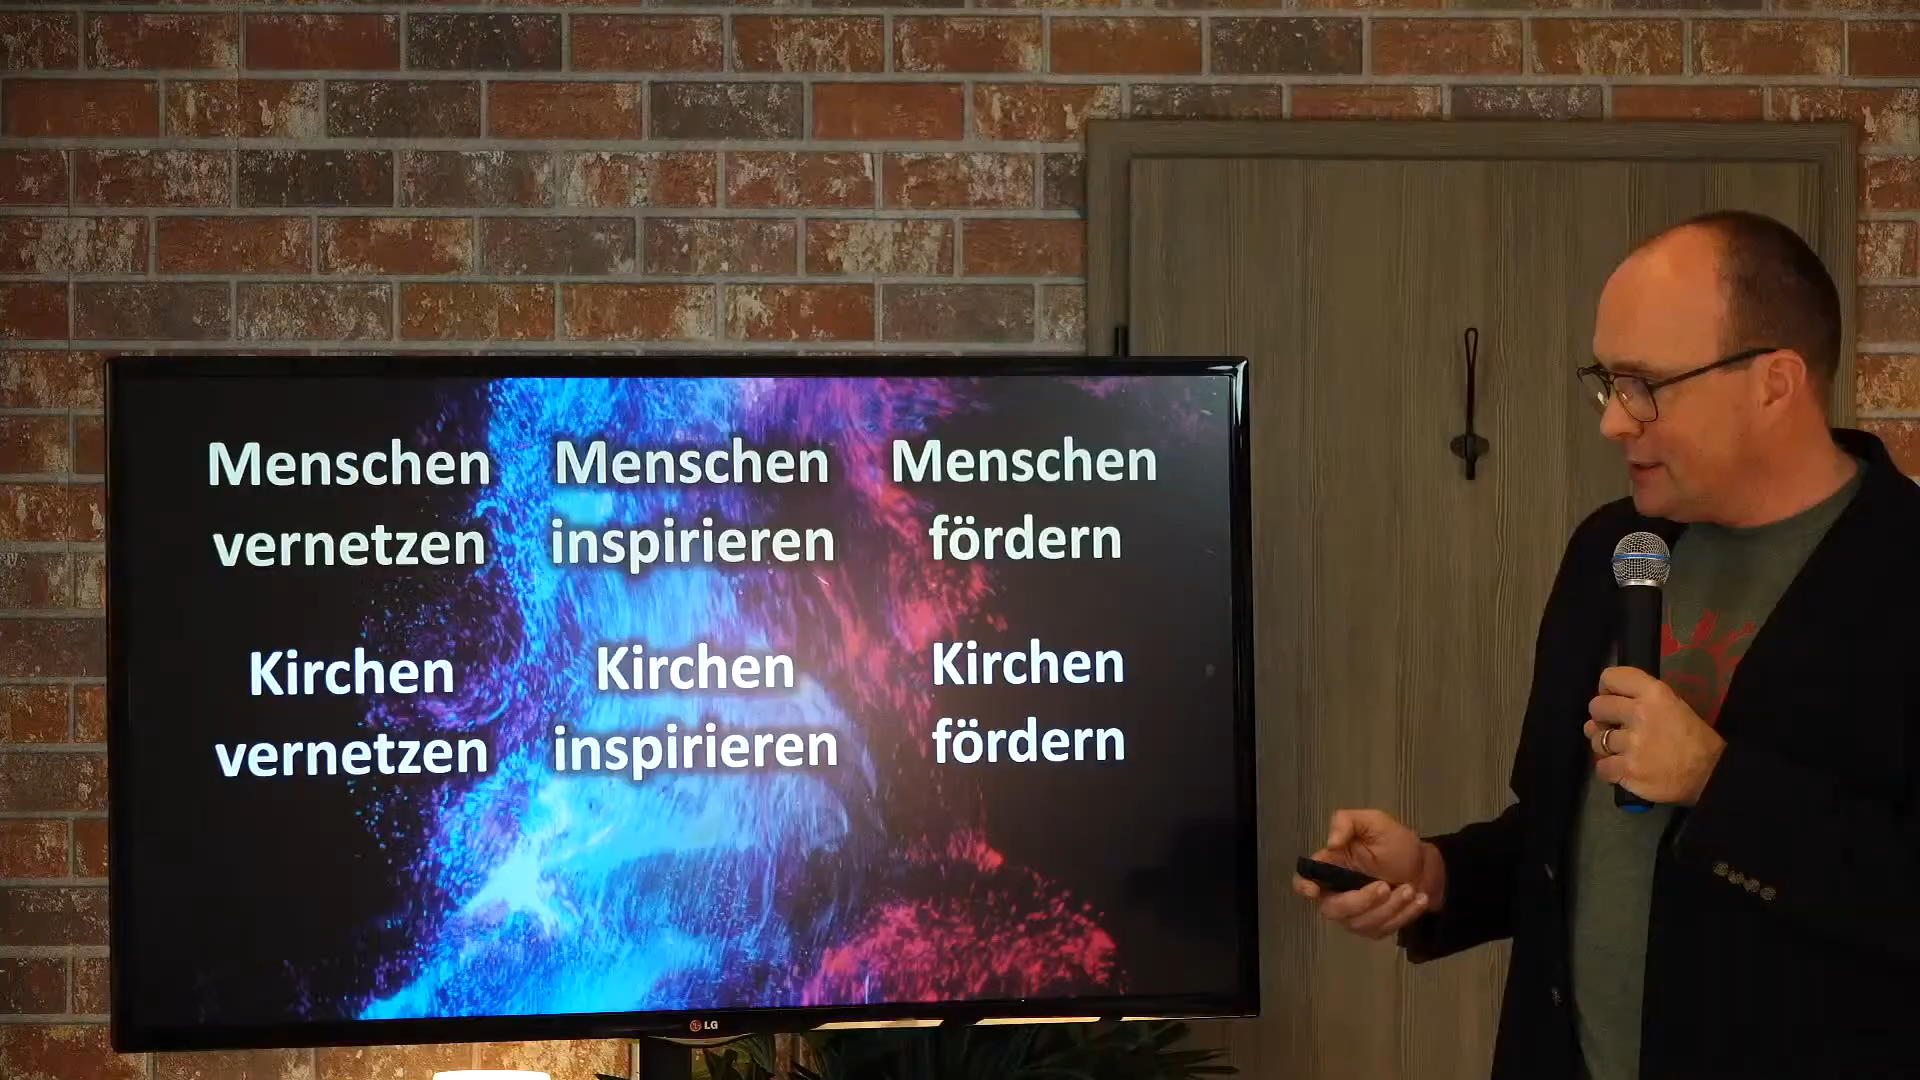 Menschen
vernetzen
Menschen
inspirieren
Menschen
fördern
Kirchen
vernetzen
Kirchen
inspirieren
Kirchen
fördern
LG